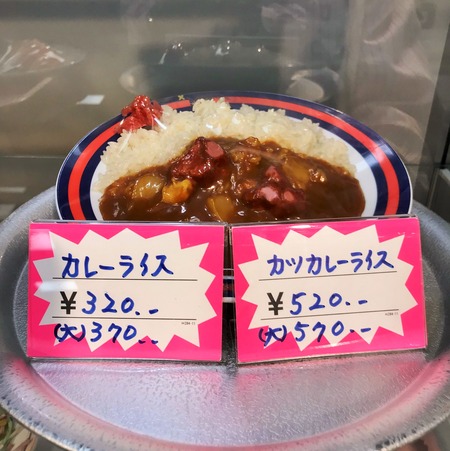 カレーライス
¥320.-
(大)370.-
カツカレーライス
¥520.-
(大)570.-